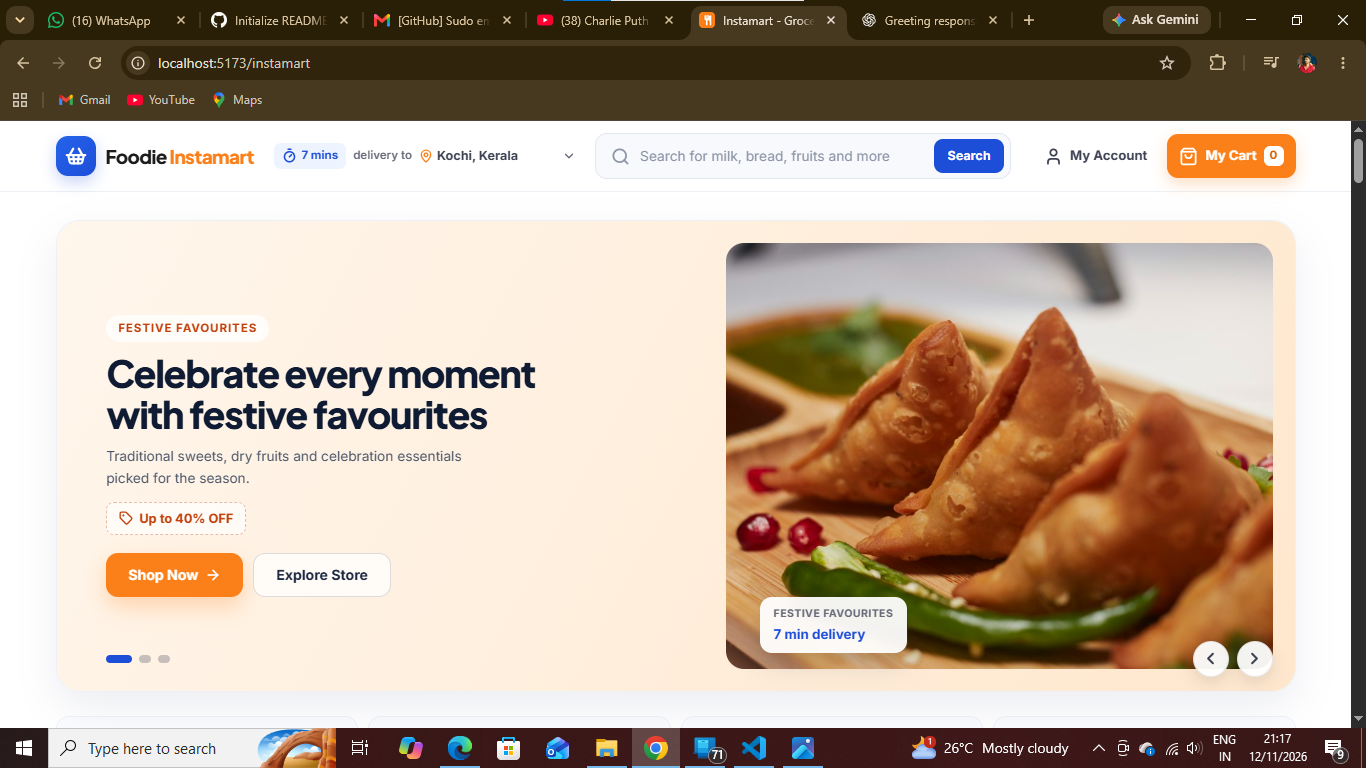 (16) WhatsApp
Initialize README
[GitHub] Sudo en
(38) Charlie Puth
Instamart - Groce
Greeting respons
Ask Gemini
localhost:5173/instamart
Gmail
YouTube
Maps
Foodie Instamart
7 mins delivery to Kochi, Kerala
Search for milk, bread, fruits and more
Search
My Account
My Cart 0
FESTIVE FAVOURITES
Celebrate every moment
with festive favourites
Traditional sweets, dry fruits and celebration essentials
picked for the season.
Up to 40% OFF
Shop Now →
Explore Store
FESTIVE FAVOURITES
7 min delivery
Type here to search
71
1
26°C Mostly cloudy
ENG
IN
21:17
12/11/2026
9